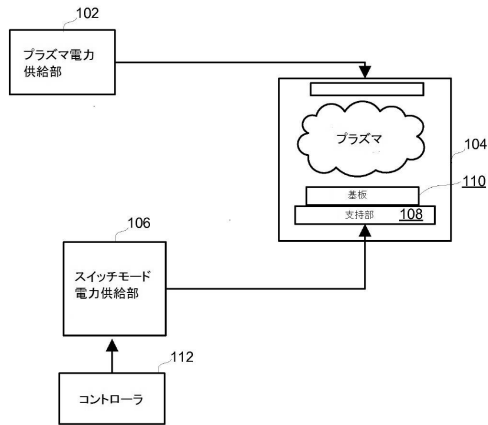 102
プラズマ電力
供給部
プラズマ
104
基板
110
支持部 108
106
スイッチモード
電力供給部
112
コントローラ